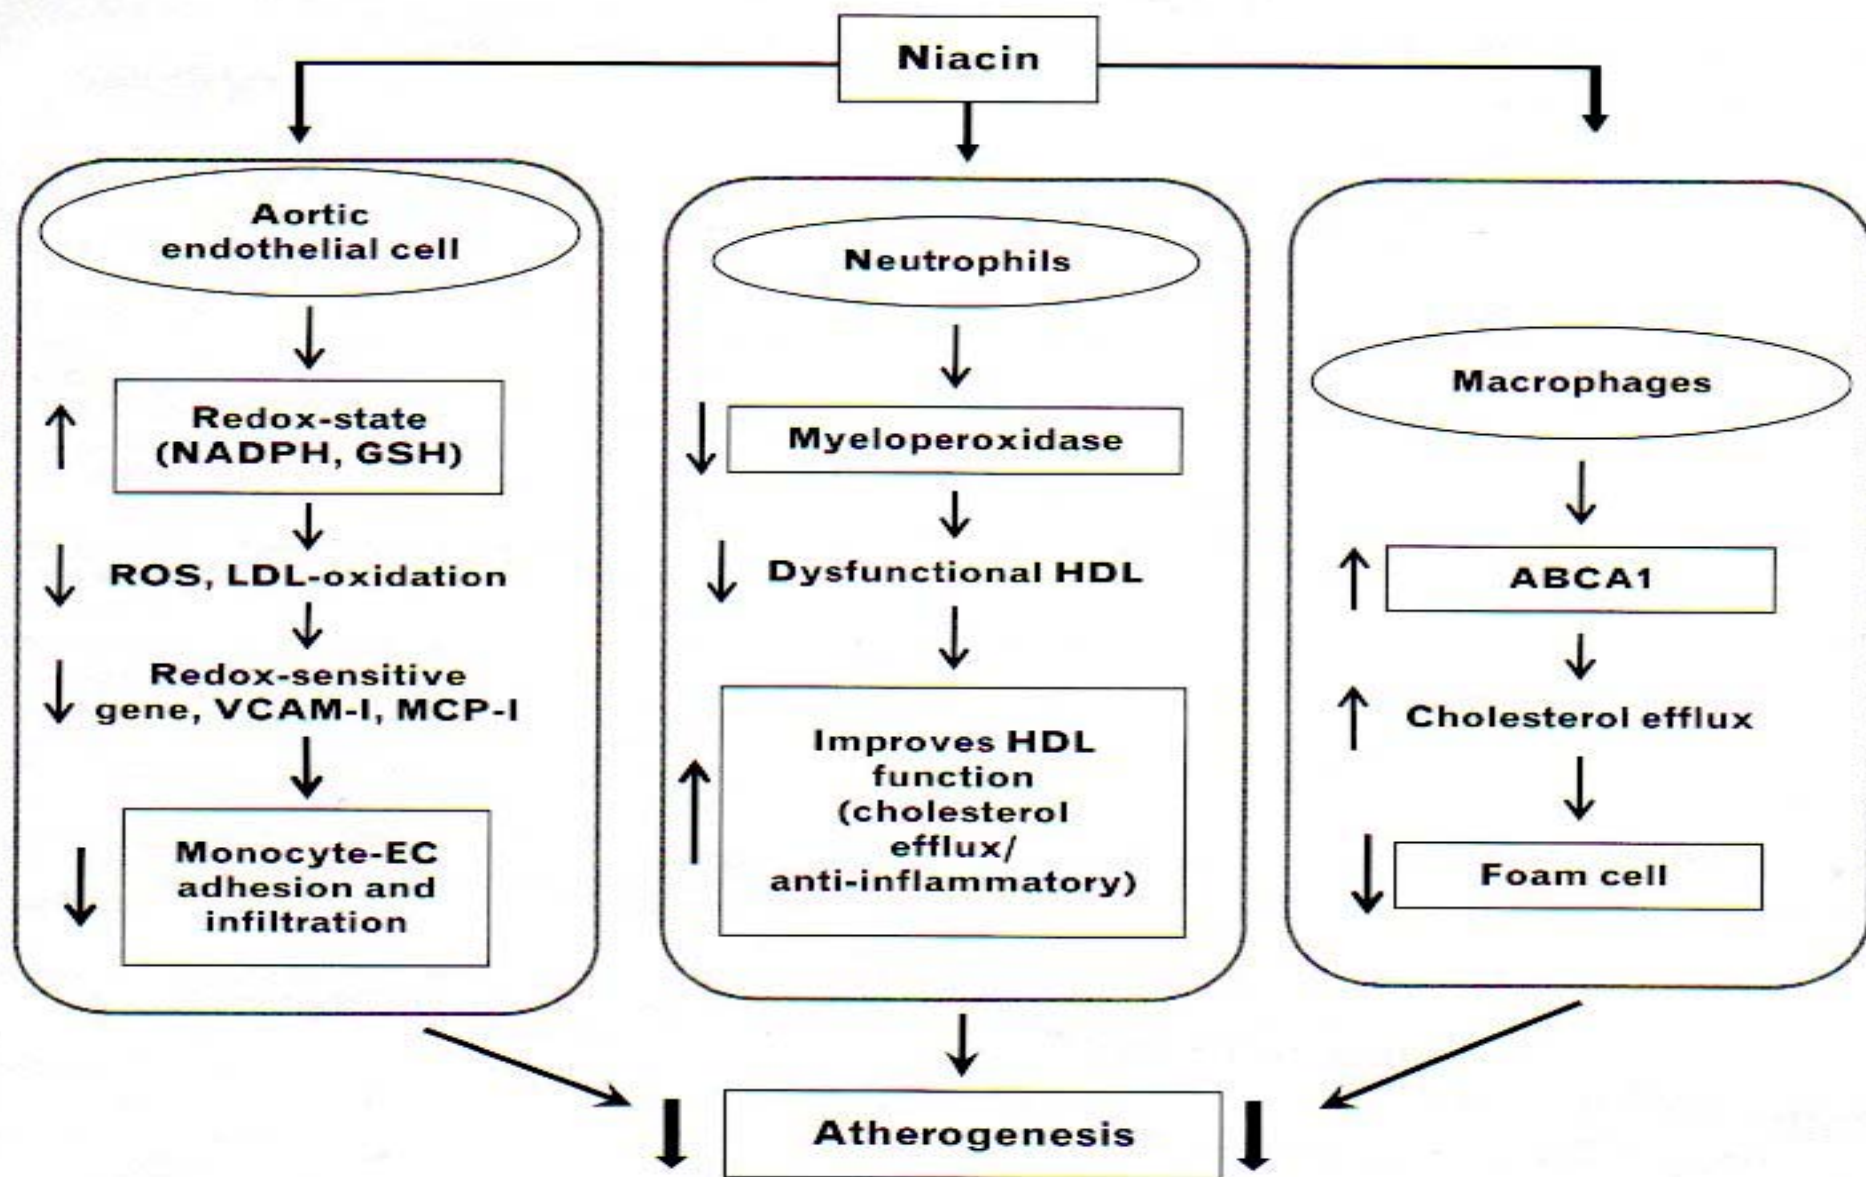 Niacin
Aortic
endothelial cell
Redox-state
(NADPH, GSH)
ROS, LDL-oxidation
Redox-sensitive
gene, VCAM-I, MCP-I
Monocyte-EC
adhesion and
infiltration
Neutrophils
Myeloperoxidase
Dysfunctional HDL
Improves HDL
function
(cholesterol
efflux/
anti-inflammatory)
Macrophages
ABCA1
Cholesterol efflux
Foam cell
Atherogenesis